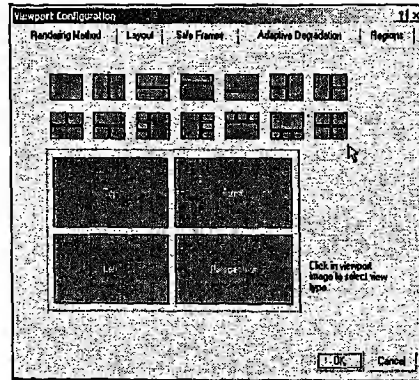 Viewport Configuration ? x
Rendering Method Layout Safe Frames Adaptive Degradation Regions
Top Front
Left Perspective
Click in viewport
image to select view
type.
OK Cancel